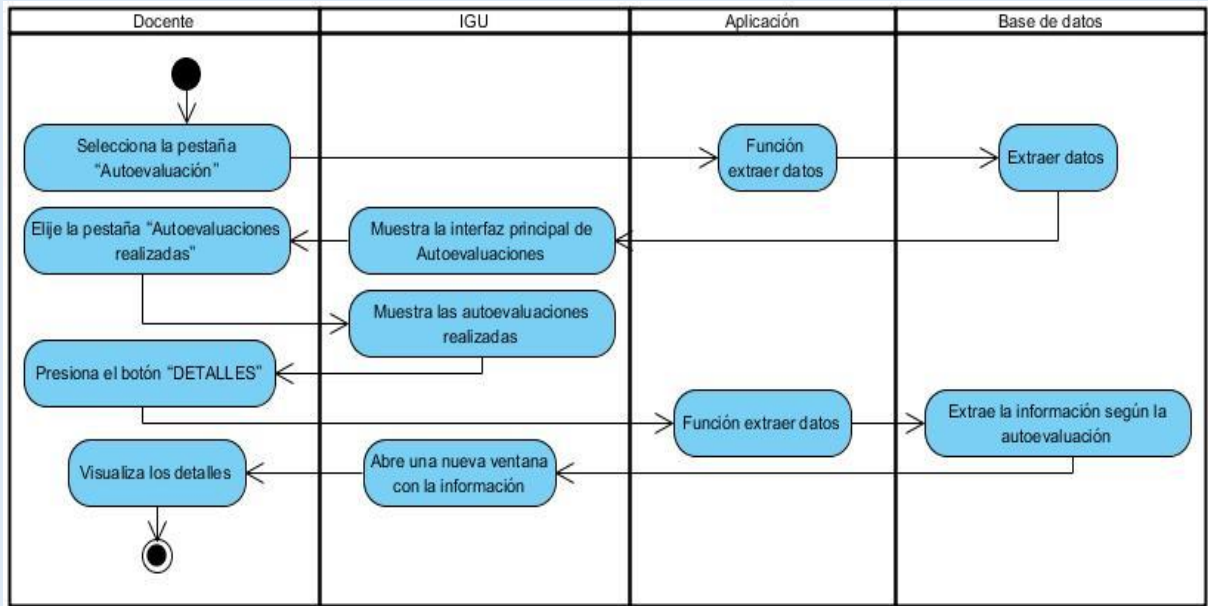 Docente
IGU
Aplicación
Base de datos
Selecciona la pestaña
“Autoevaluación”
Función
extraer datos
Extraer datos
Elije la pestaña “Autoevaluaciones
realizadas”
Muestra la interfaz principal de
Autoevaluaciones
Muestra las autoevaluaciones
realizadas
Presiona el botón “DETALLES”
Función extraer datos
Extrae la información según la
autoevaluación
Visualiza los detalles
Abre una nueva ventana
con la información